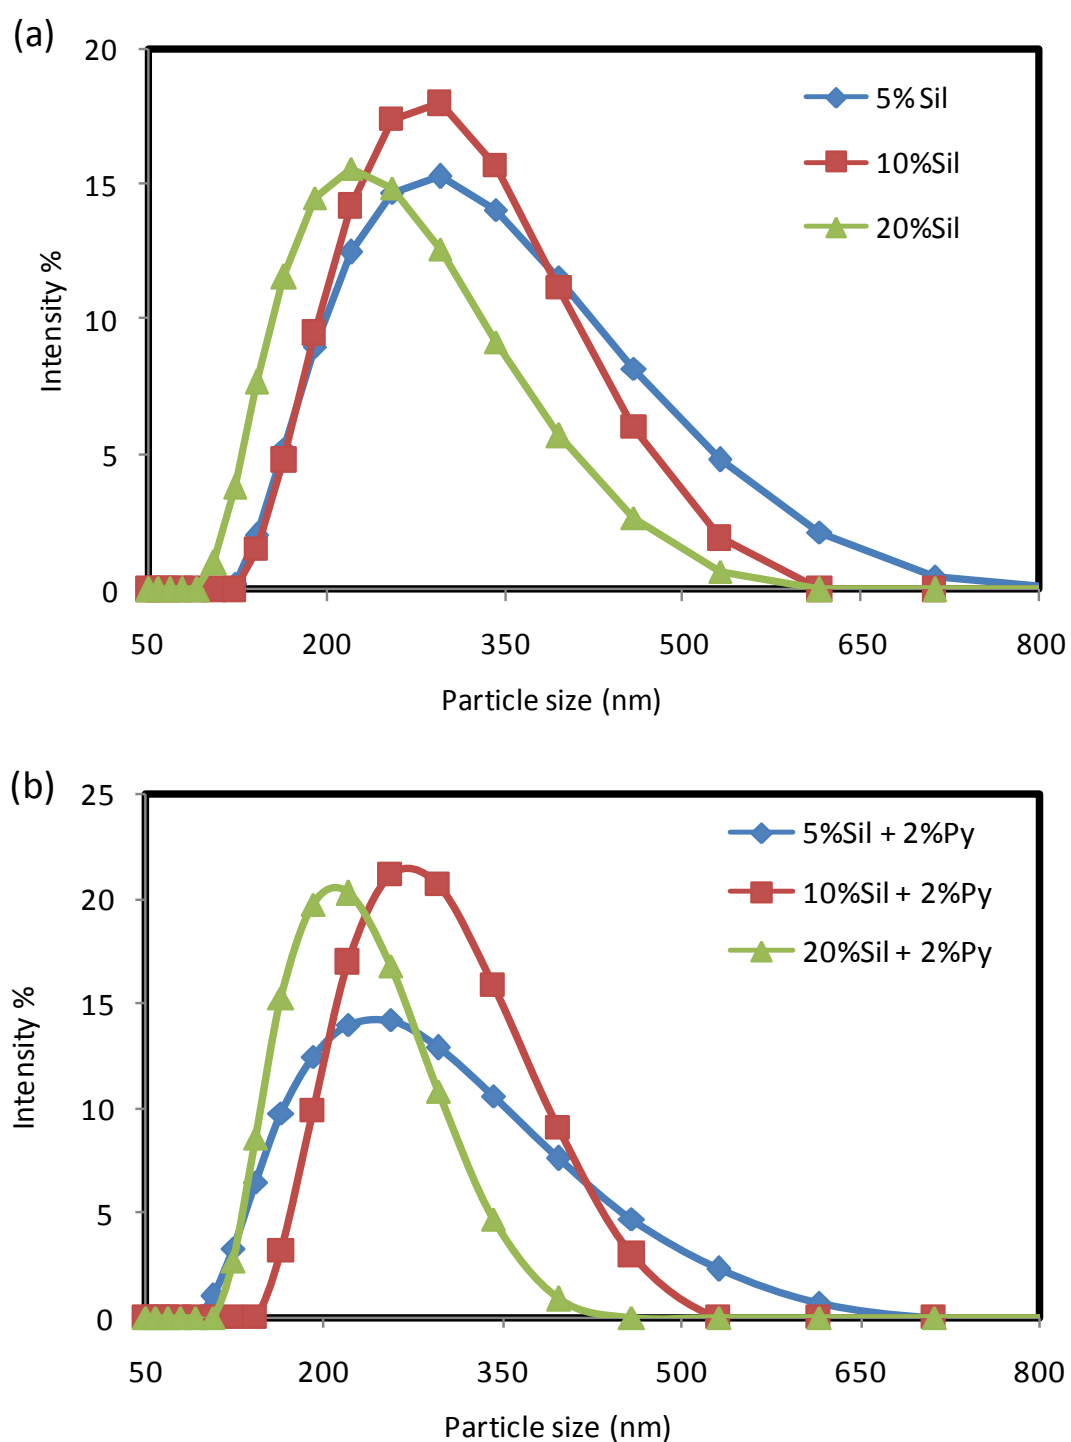 (a)
20
15
10
5
0
Intensity %
5% Sil
10%Sil
20%Sil
50 200 350 500 650 800
Particle size (nm)
(b)
25
20
15
10
5
0
Intensity %
5%Sil + 2%Py
10%Sil + 2%Py
20%Sil + 2%Py
50 200 350 500 650 800
Particle size (nm)